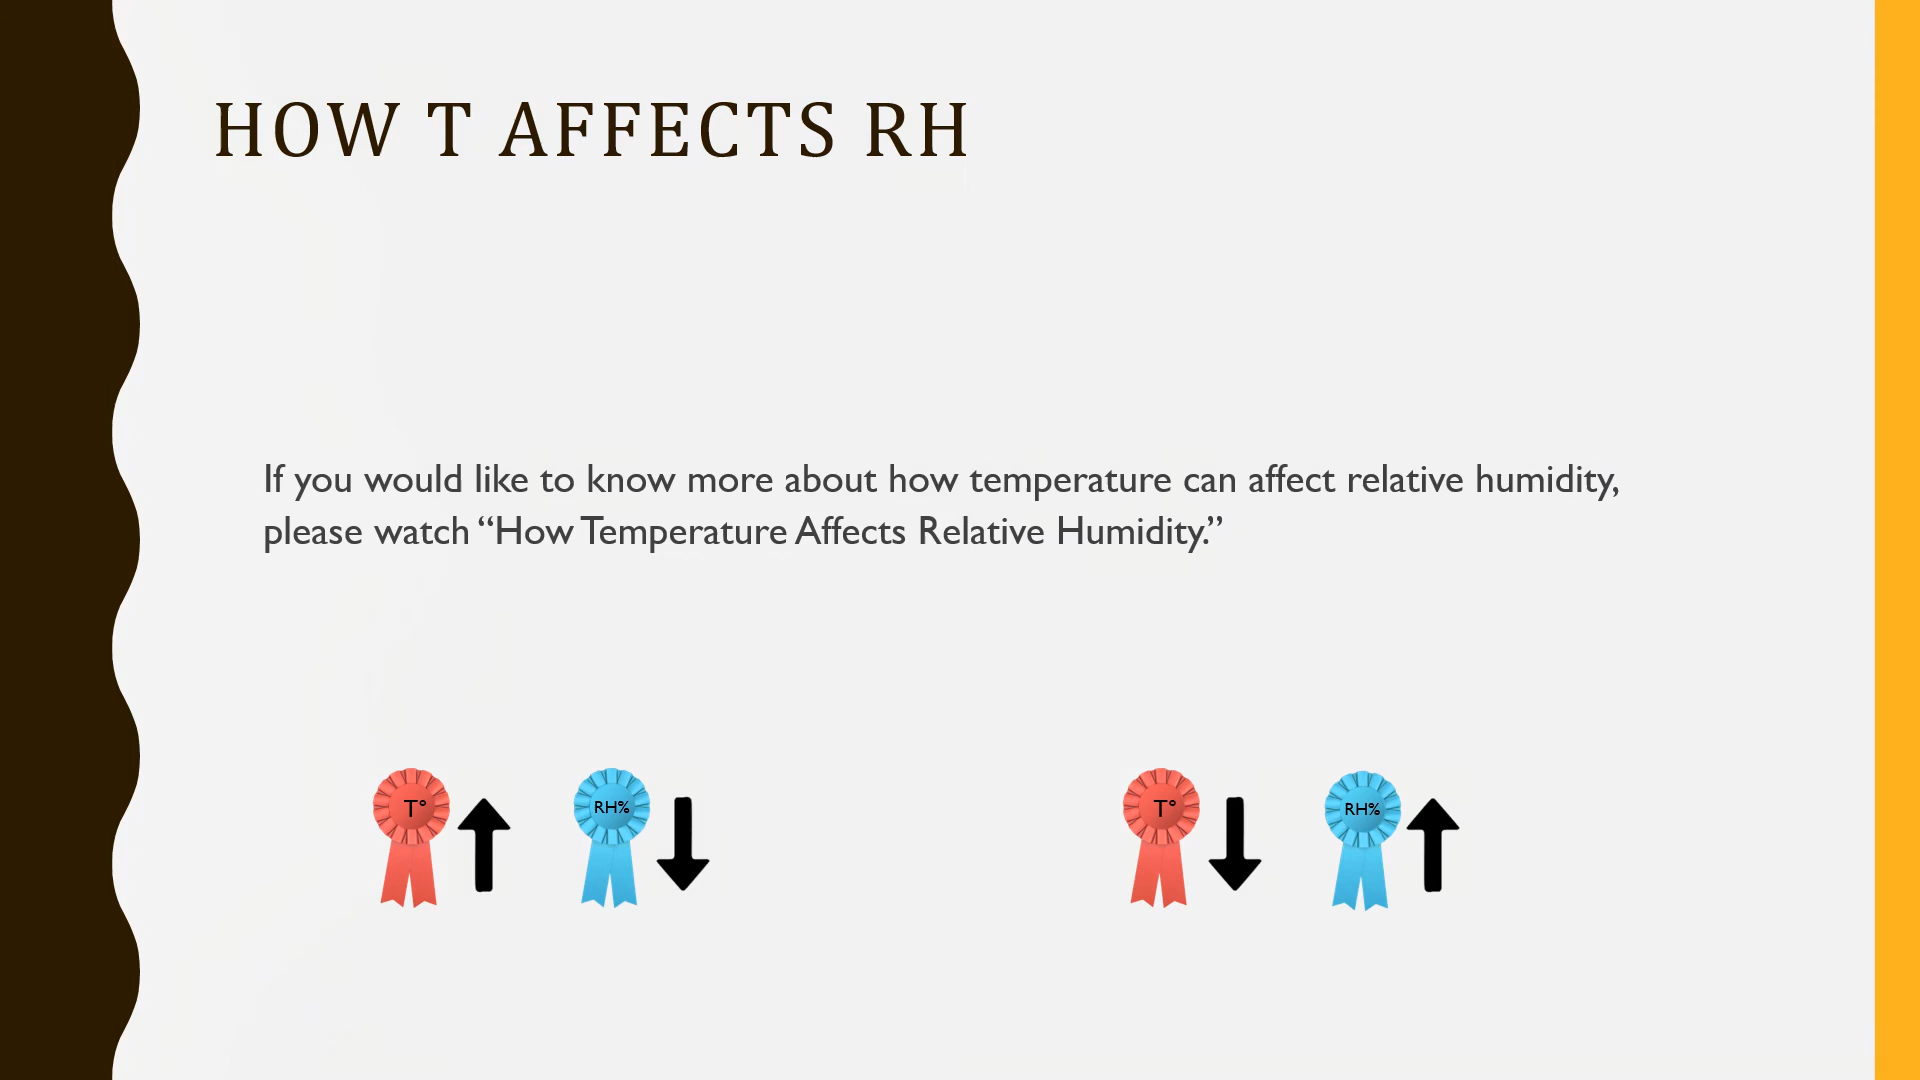 HOW T AFFECTS RH
If you would like to know more about how temperature can affect relative humidity,
please watch “How Temperature Affects Relative Humidity.”
T° RH% T° RH%